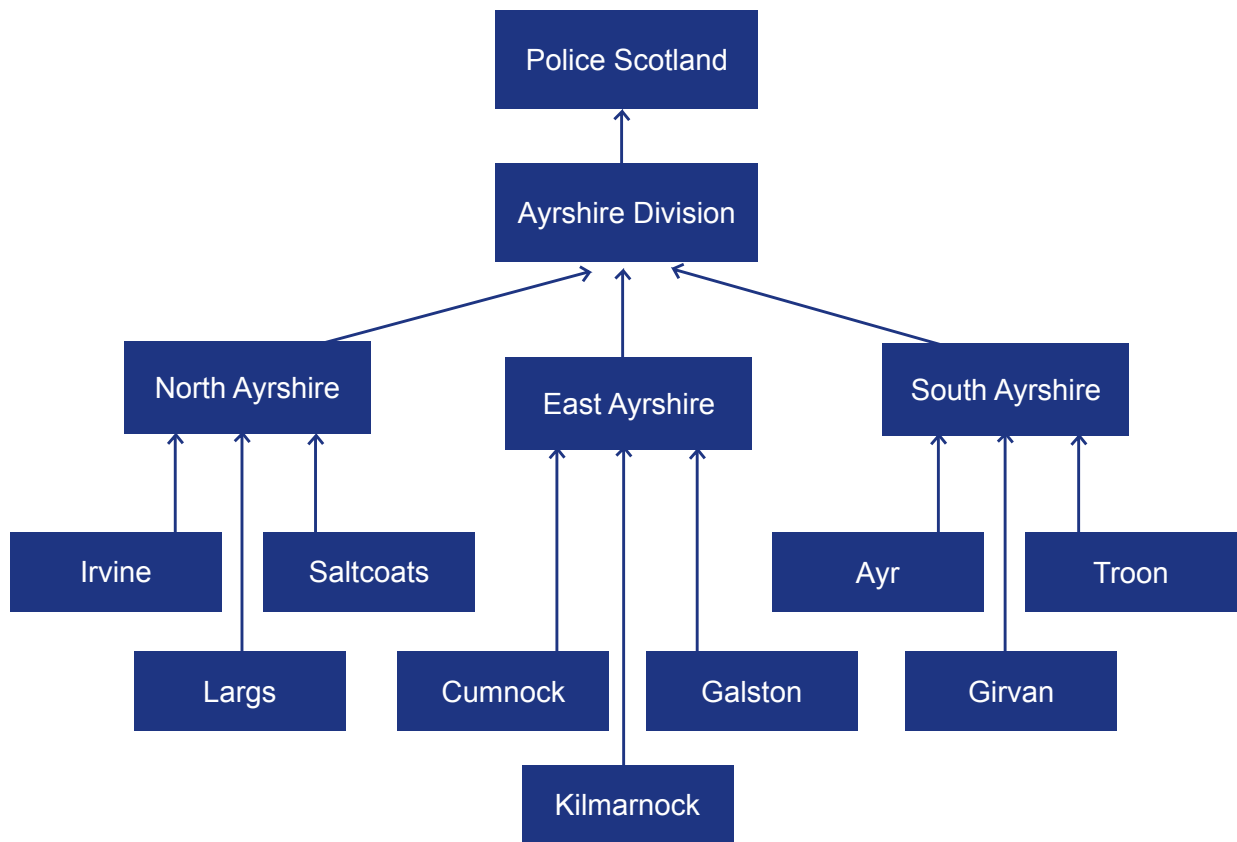 Police Scotland
Ayrshire Division
North Ayrshire
East Ayrshire
South Ayrshire
Irvine
Saltcoats
Ayr
Troon
Largs
Cumnock
Galston
Girvan
Kilmarnock